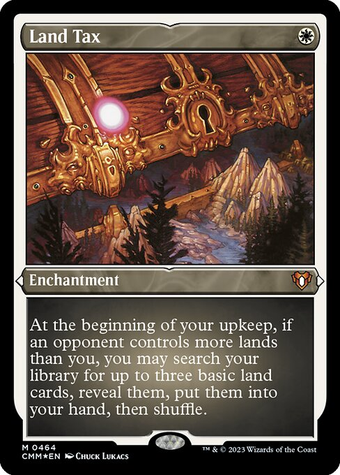 Land Tax
Enchantment
At the beginning of your upkeep, if
an opponent controls more lands
than you, you may search your
library for up to three basic land
cards, reveal them, put them into
your hand, then shuffle.
M 0464
CMM★EN Chuck Lukacs
™ & © 2023 Wizards of the Coast